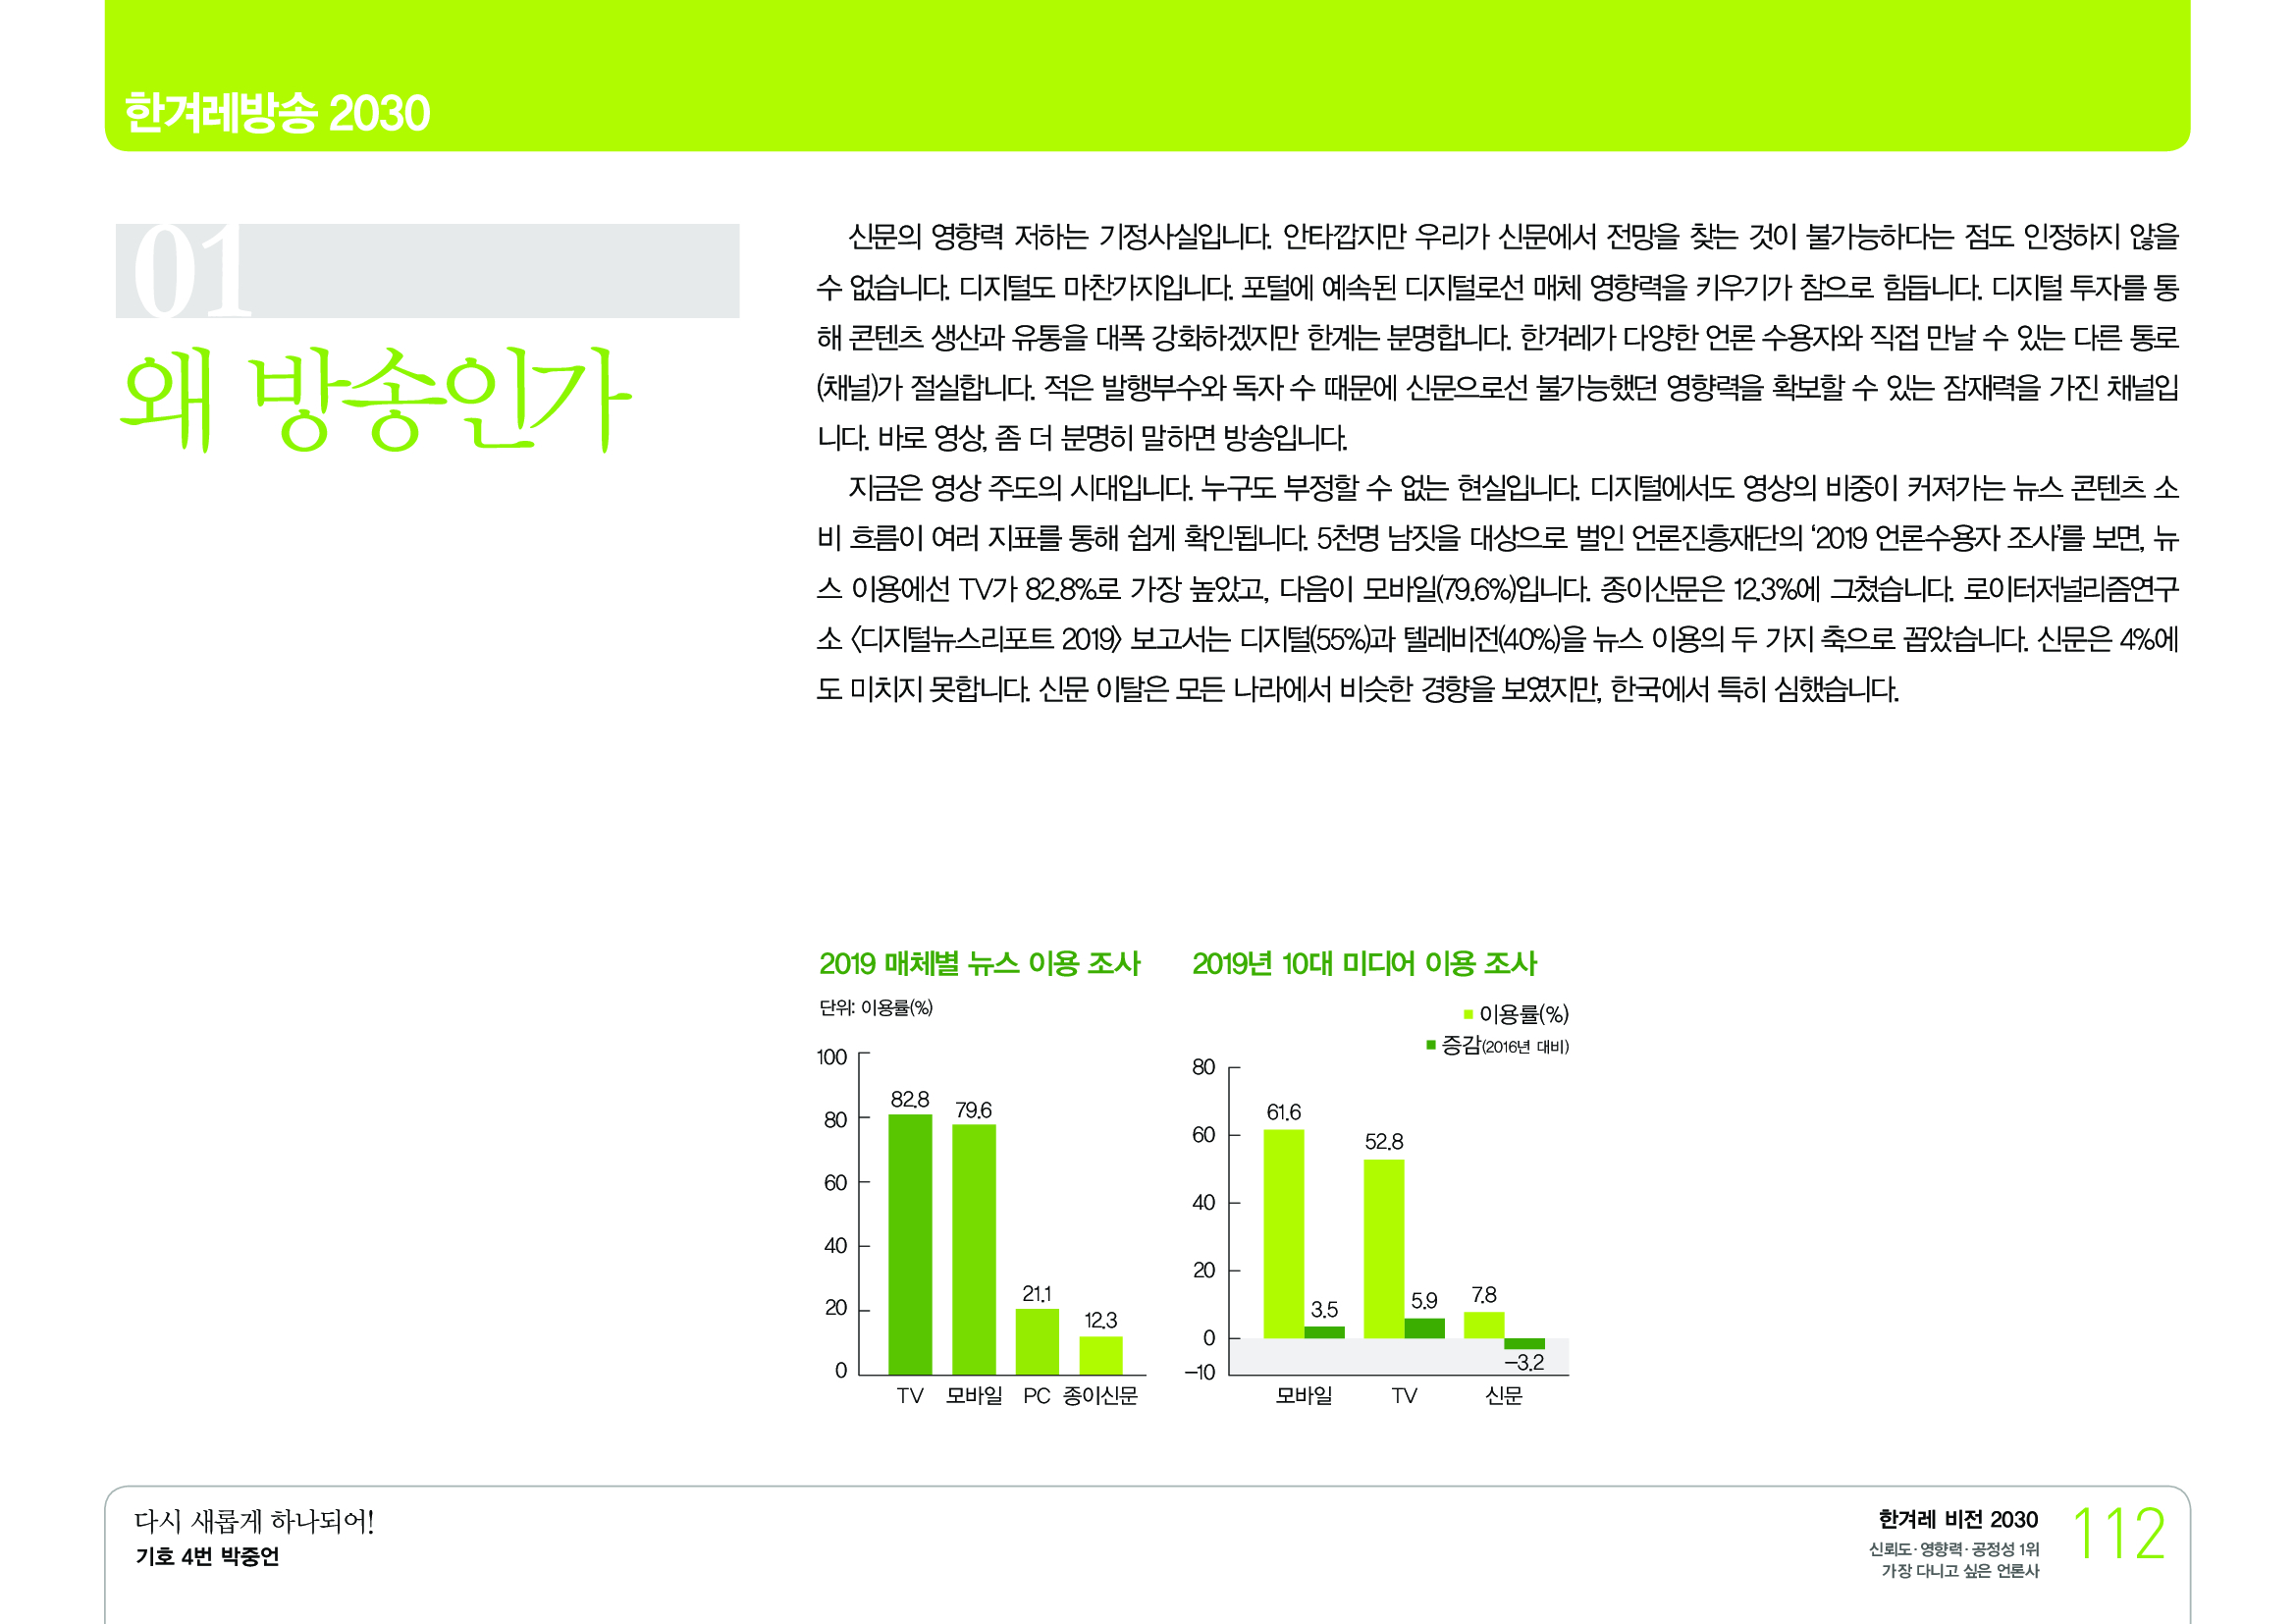 한겨레방송 2030
01
왜 방송인가
신문의 영향력 저하는 기정사실입니다. 안타깝지만 우리가 신문에서 전망을 찾는 것이 불가능하다는 점도 인정하지 않을
수 없습니다. 디지털도 마찬가지입니다. 포털에 예속된 디지털로선 매체 영향력을 키우기가 참으로 힘듭니다. 디지털 투자를 통
해 콘텐츠 생산과 유통을 대폭 강화하겠지만 한계는 분명합니다. 한겨레가 다양한 언론 수용자와 직접 만날 수 있는 다른 통로
(채널)가 절실합니다. 적은 발행부수와 독자 수 때문에 신문으로선 불가능했던 영향력을 확보할 수 있는 잠재력을 가진 채널입
니다. 바로 영상, 좀 더 분명히 말하면 방송입니다.
지금은 영상 주도의 시대입니다. 누구도 부정할 수 없는 현실입니다. 디지털에서도 영상의 비중이 커져가는 뉴스 콘텐츠 소
비 흐름이 여러 지표를 통해 쉽게 확인됩니다. 5천명 남짓을 대상으로 벌인 언론진흥재단의 ‘2019 언론수용자 조사’를 보면, 뉴
스 이용에선 TV가 82.8%로 가장 높았고, 다음이 모바일(79.6%)입니다. 종이신문은 12.3%에 그쳤습니다. 로이터저널리즘연구
소 〈디지털뉴스리포트 2019〉 보고서는 디지털(55%)과 텔레비전(40%)을 뉴스 이용의 두 가지 축으로 꼽았습니다. 신문은 4%에
도 미치지 못합니다. 신문 이탈은 모든 나라에서 비슷한 경향을 보였지만, 한국에서 특히 심했습니다.
2019 매체별 뉴스 이용 조사
단위: 이용률(%)
100
80
60
40
20
0
82.8
79.6
21.1
12.3
TV 모바일 PC 종이신문
2019년 10대 미디어 이용 조사
이용률(%)
증감(2016년 대비)
80
60
40
20
0
−10
61.6
3.5
52.8
5.9
7.8
−3.2
모바일 TV 신문
다시 새롭게 하나되어!
기호 4번 박중언
한겨레 비전 2030
신뢰도·영향력·공정성 1위
가장 다니고 싶은 언론사
112